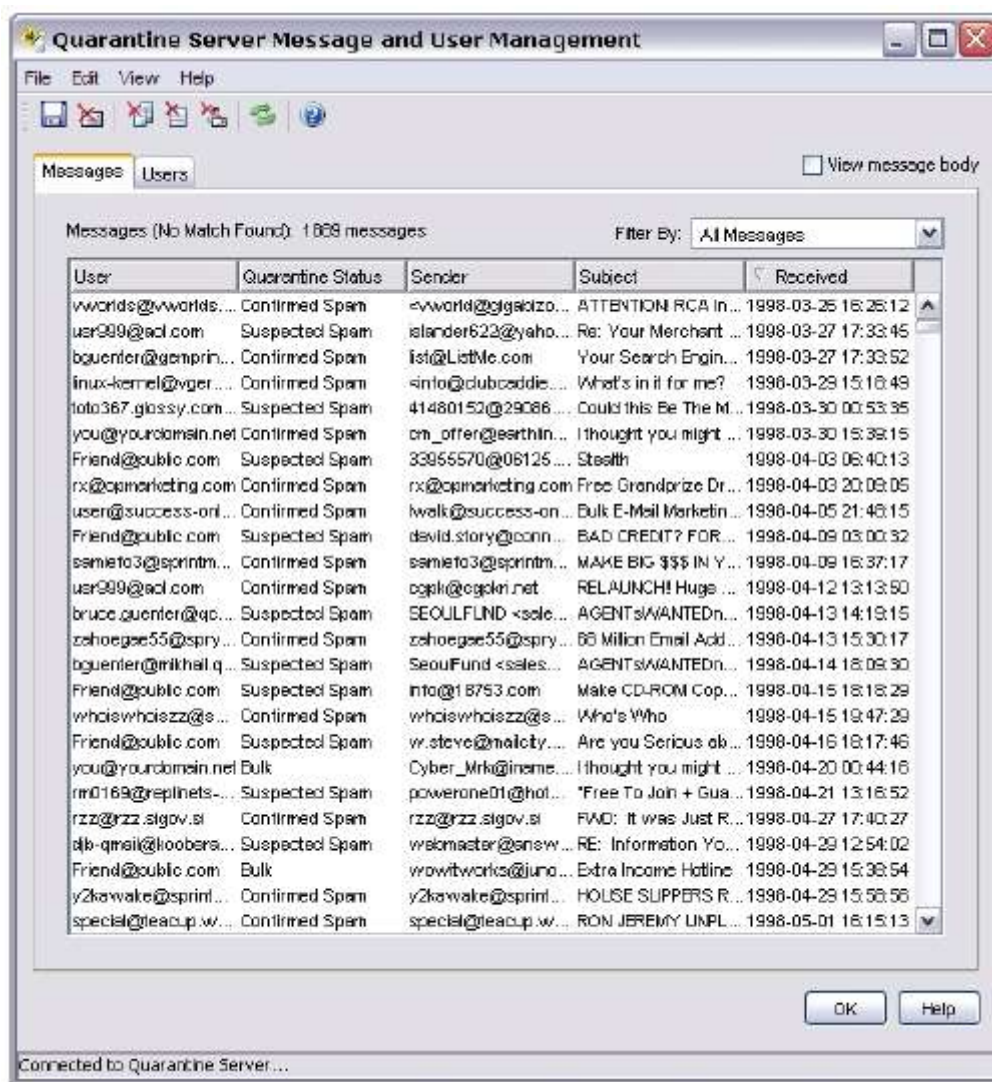 Quarantine Server Message and User Management
File Edit View Help
Messages Users
View message body
Messages (No Match Found): 1889 messages
Filter By: All Messages
User Quarantine Status Sender Subject Received
vworlds@vworlds.... Confirmed Spam <vworld@gigabizo... ATTENTION! RCA In... 1998-03-25 16:26:12
usr999@aol.com Suspected Spam islander622@yaho... Re: Your Merchant ... 1998-03-27 17:33:45
bguenter@gemprin... Confirmed Spam list@ListMe.com Your Search Engin... 1998-03-27 17:33:52
linux-kernel@vger.... Confirmed Spam <info@clubcaddie.... What's in it for me? 1998-03-29 15:18:49
toto367.glossy.com... Suspected Spam 41480152@29086.... Could this Be The M... 1998-03-30 00:53:35
you@yourdomain.net Confirmed Spam cm_offer@earthlin... I thought you might ... 1998-03-30 15:39:15
Friend@public.com Suspected Spam 33955570@06125.... Stealth 1998-04-03 06:40:13
rx@opmarketing.com Confirmed Spam rx@opmarketing.com Free Grandprize Dr... 1998-04-03 20:09:05
user@success-onl... Confirmed Spam lwalk@success-on... Bulk E-Mail Marketin... 1998-04-05 21:48:15
Friend@public.com Suspected Spam david.story@conn... BAD CREDIT? FOR... 1998-04-09 03:00:32
samieto3@sprintm... Confirmed Spam samieto3@sprintm... MAKE BIG $$$ IN Y... 1998-04-09 16:37:17
usr999@aol.com Confirmed Spam RELAUNCH! Huge ... 1998-04-12 13:13:50
bruce.guenter@qc.... Confirmed Spam SEOULFUND <sale... AGENTsWANTEDn... 1998-04-13 14:19:15
zahoegae55@spry... Confirmed Spam zahoegae55@spry... 66 Million Email Add... 1998-04-13 15:30:17
bguenter@mikhail.q... Suspected Spam SeoulFund <sales... AGENTsWANTEDn... 1998-04-14 18:09:30
Friend@public.com Suspected Spam info@18753.com Make CD-ROM Cop... 1998-04-15 18:18:29
whoiswhoiszz@s... Confirmed Spam whoiswhoiszz@s... Who's Who 1998-04-15 19:47:29
Friend@public.com Suspected Spam w.steve@mailcity.... Are you Serious ab... 1998-04-16 18:17:46
you@yourdomain.net Bulk Cyber_Mrk@iname.... I thought you might ... 1998-04-20 00:44:16
rm0169@replinets-... Suspected Spam powerone01@hot... "Free To Join + Gua... 1998-04-21 13:16:52
rzz@rzz.sigov.si Confirmed Spam rzz@rzz.sigov.si FWD: It was Just R... 1998-04-27 17:40:27
djb-qmail@koobera... Suspected Spam webmaster@answ... RE: Information Yo... 1998-04-29 12:54:02
Friend@public.com Bulk wowitworks@juno... Extra Income Hotline 1998-04-29 15:38:54
y2kawake@sprint... Confirmed Spam y2kawake@sprint... HOUSE SLIPPERS R... 1998-04-29 15:58:56
special@teacup.w... Confirmed Spam special@teacup.w... RON JEREMY UNPL... 1998-05-01 16:15:13
OK Help
Connected to Quarantine Server...